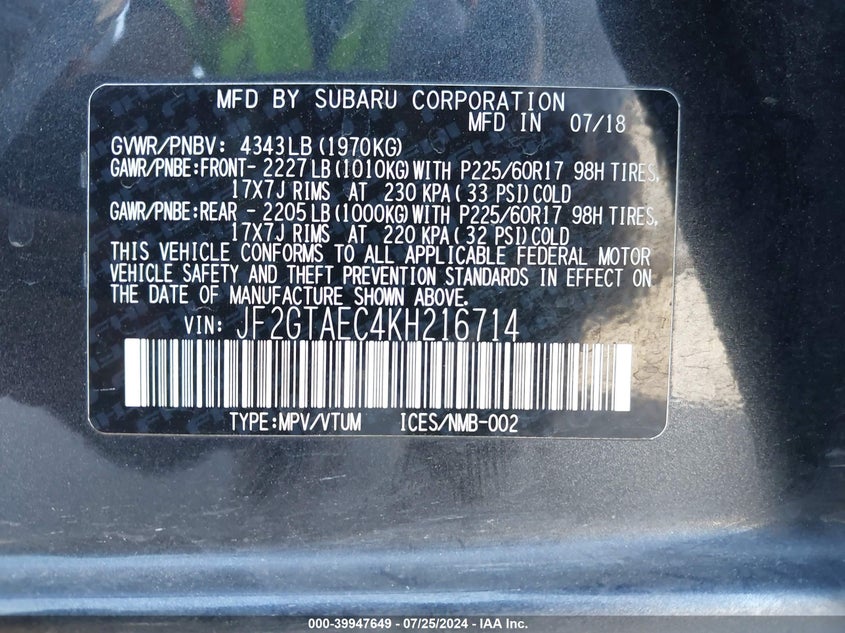 MFD BY SUBARU CORPORATION
MFD IN 07/18
GVWR/PNBV: 4343LB (1970KG)
GAWR/PNBE:FRONT- 2227LB(1010KG)WITH P225/60R17 98H TIRES,
17X7J RIMS AT 230 KPA( 33 PSI)COLD
GAWR/PNBE:REAR - 2205LB(1000KG)WITH P225/60R17 98H TIRES,
17X7J RIMS AT 220 KPA( 32 PSI)COLD
THIS VEHICLE CONFORMS TO ALL APPLICABLE FEDERAL MOTOR
VEHICLE SAFETY AND THEFT PREVENTION STANDARDS IN EFFECT ON
THE DATE OF MANUFACTURE SHOWN ABOVE.
VIN: JF2GTAEC4KH216714
TYPE:MPV/VTUM ICES/NMB-002
000-39947649 - 07/25/2024 - IAA Inc.